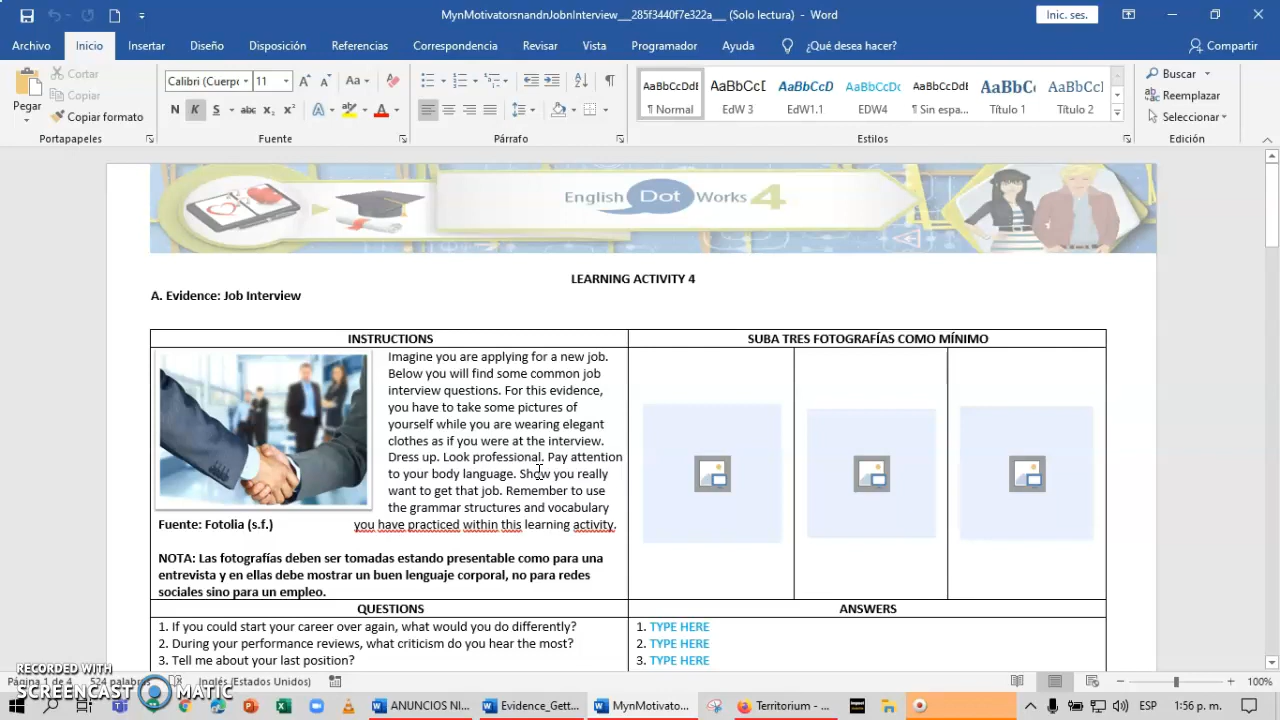 MynMotivatorsnandnJobnInterview__285f3440f7e322a__ (Solo lectura) - Word
Inic. ses.
Archivo Inicio Insertar Diseño Disposición Referencias Correspondencia Revisar Vista Programador Ayuda ¿Qué desea hacer? Compartir
Pegar
Cortar
Copiar
Copiar formato
Portapapeles
Calibri (Cuerpo 11
N K S abc x₂ x²
Fuente
Párrafo
AaBbCcDdE AaBbCcD AaBbCcD AaBbCcDc AaBbCcDdE AaBbCc AaBbCcI
¶ Normal EdW 3 EdW1.1 EdW4 ¶ Sin espa... Título 1 Título 2
Estilos
Buscar
Reemplazar
Seleccionar
Edición
English Dot Works 4
LEARNING ACTIVITY 4
A. Evidence: Job Interview
INSTRUCTIONS
Imagine you are applying for a new job.
Below you will find some common job
interview questions. For this evidence,
you have to take some pictures of
yourself while you are wearing elegant
clothes as if you were at the interview.
Dress up. Look professional. Pay attention
to your body language. Show you really
want to get that job. Remember to use
the grammar structures and vocabulary
Fuente: Fotolia (s.f.) you have practiced within this learning activity.
NOTA: Las fotografías deben ser tomadas estando presentable como para una
entrevista y en ellas debe mostrar un buen lenguaje corporal, no para redes
sociales sino para un empleo.
SUBA TRES FOTOGRAFÍAS COMO MÍNIMO
QUESTIONS
1. If you could start your career over again, what would you do differently?
2. During your performance reviews, what criticism do you hear the most?
3. Tell me about your last position?
ANSWERS
1. TYPE HERE
2. TYPE HERE
3. TYPE HERE
Página 1 de 4 524 palabras Inglés (Estados Unidos) 100%
RECORDED WITH
SCREENCAST MATIC
ANUNCIOS NI... Evidence_Gett... MynMotivato... Territorium - ... ESP 1:56 p. m.